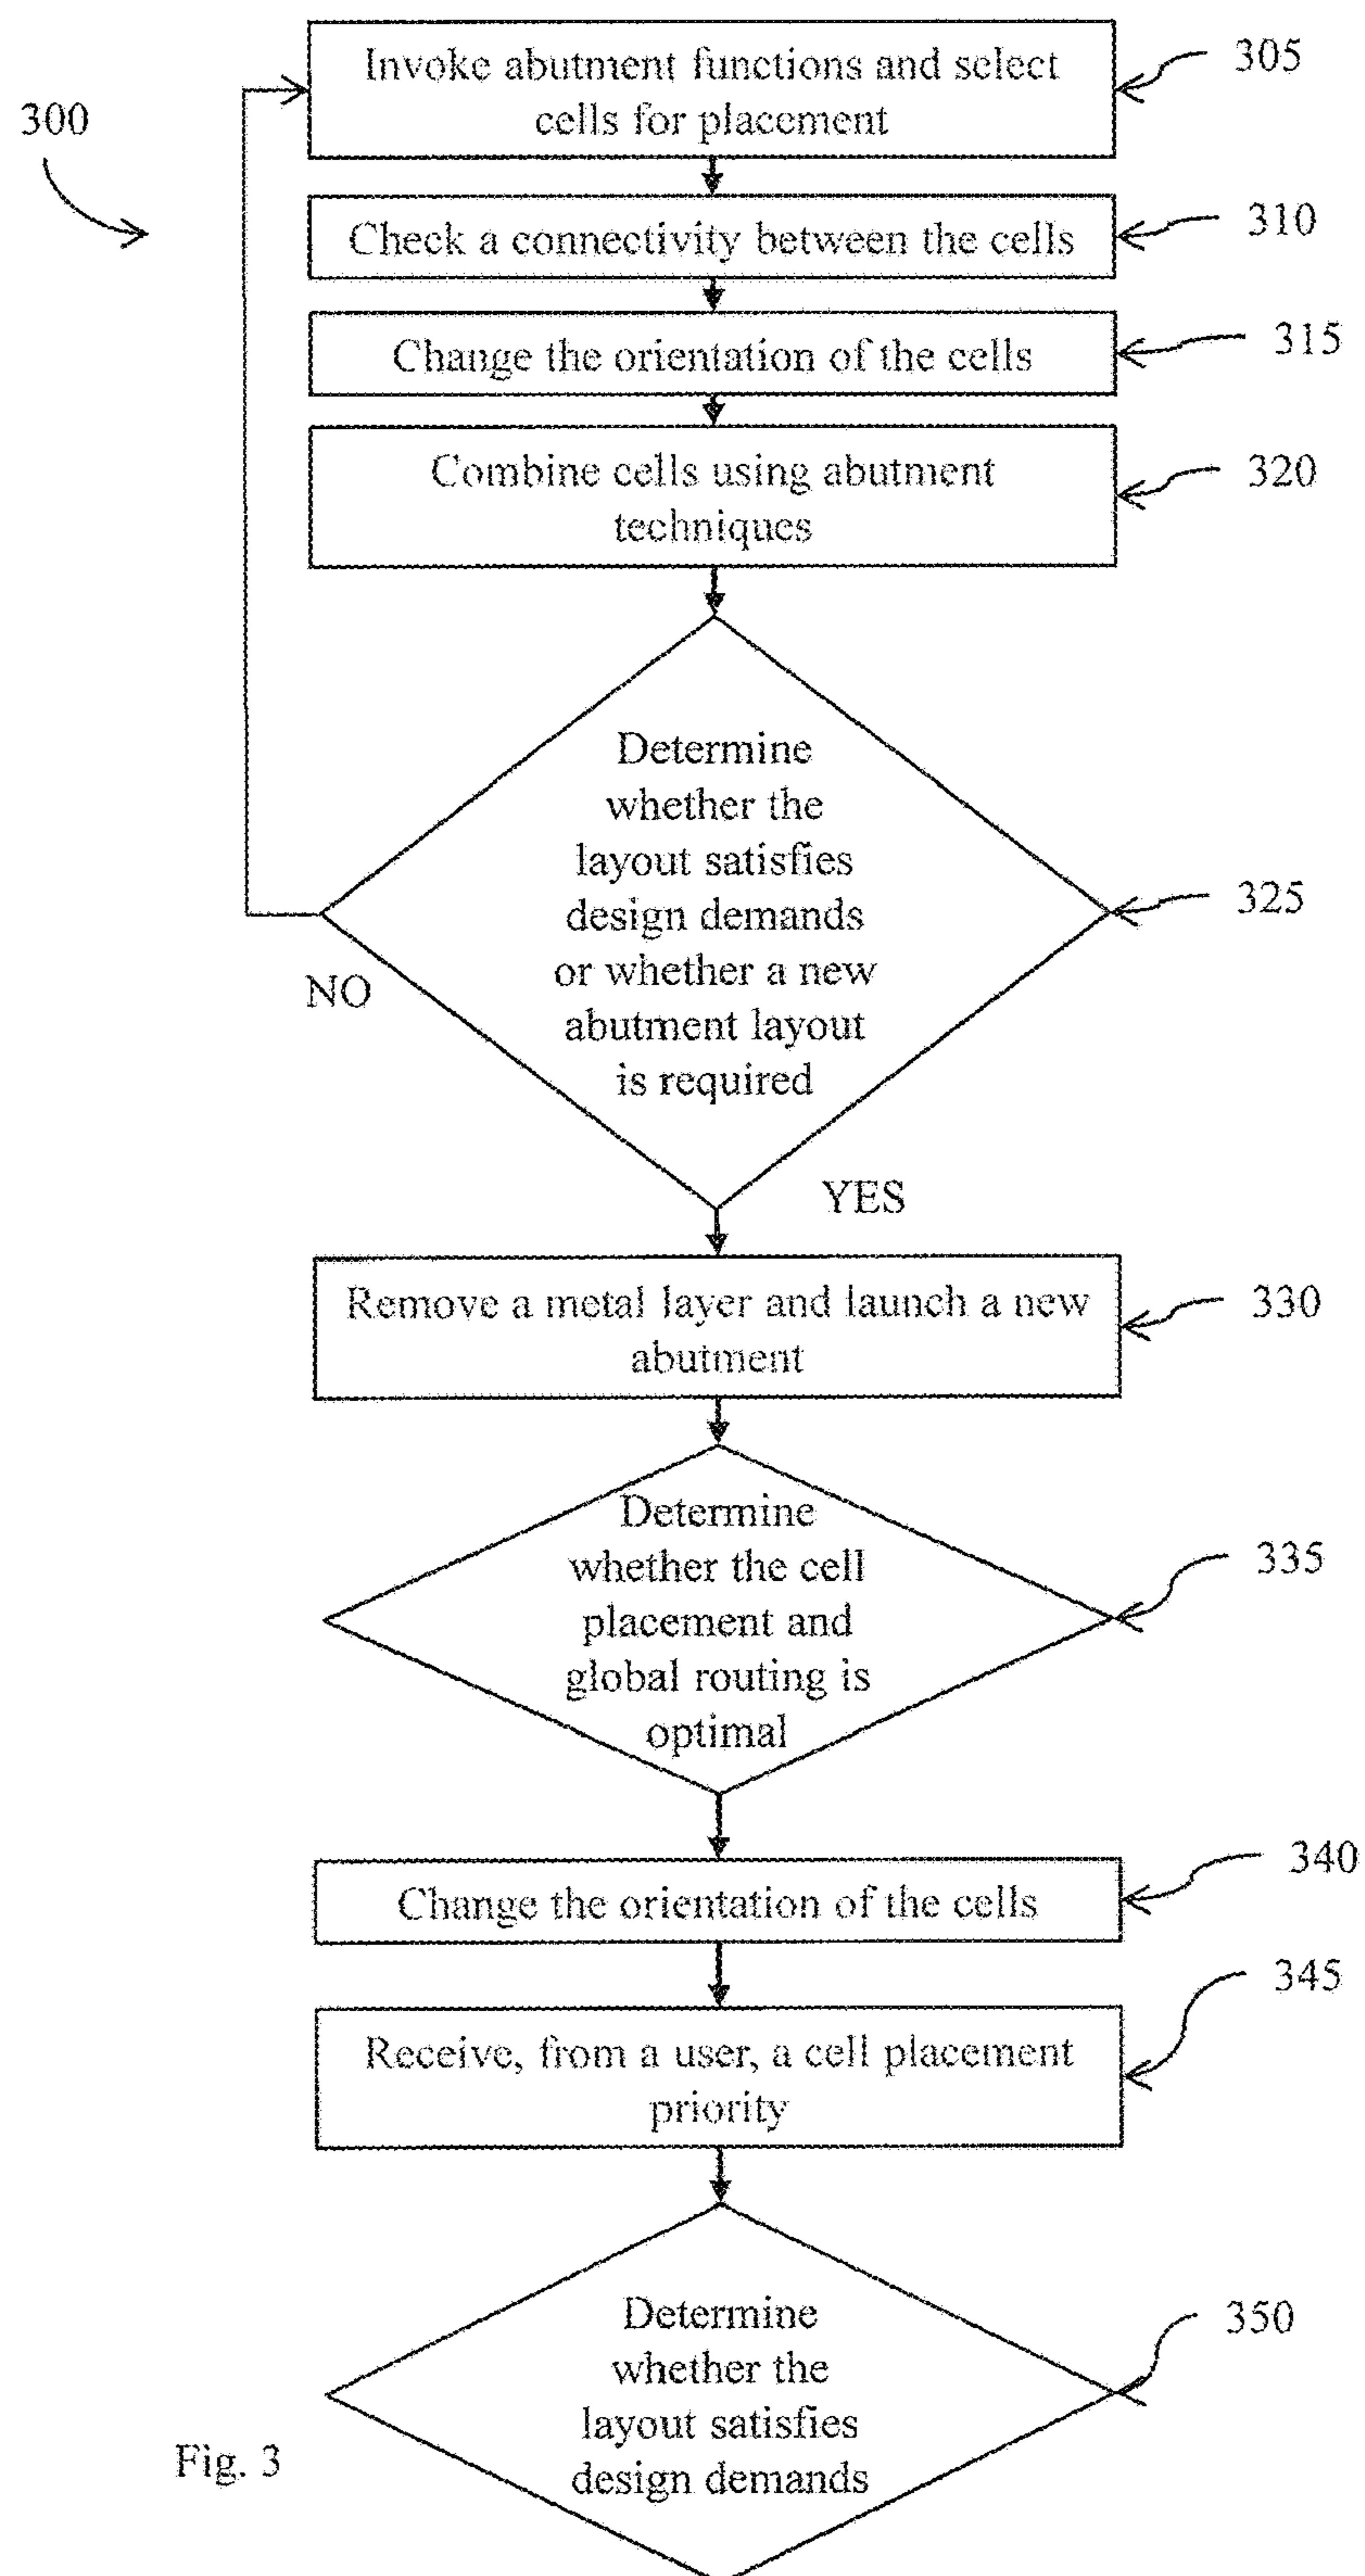 Invoke abutment functions and select
cells for placement
305
300
Check a connectivity between the cells
310
Change the orientation of the cells
315
Combine cells using abutment
techniques
320
Determine
whether the
layout satisfies
design demands
or whether a new
abutment layout
is required
325
NO
YES
Remove a metal layer and launch a new
abutment
330
Determine
whether the cell
placement and
global routing is
optimal
335
Change the orientation of the cells
340
Receive, from a user, a cell placement
priority
345
Determine
whether the
layout satisfies
design demands
350
Fig. 3